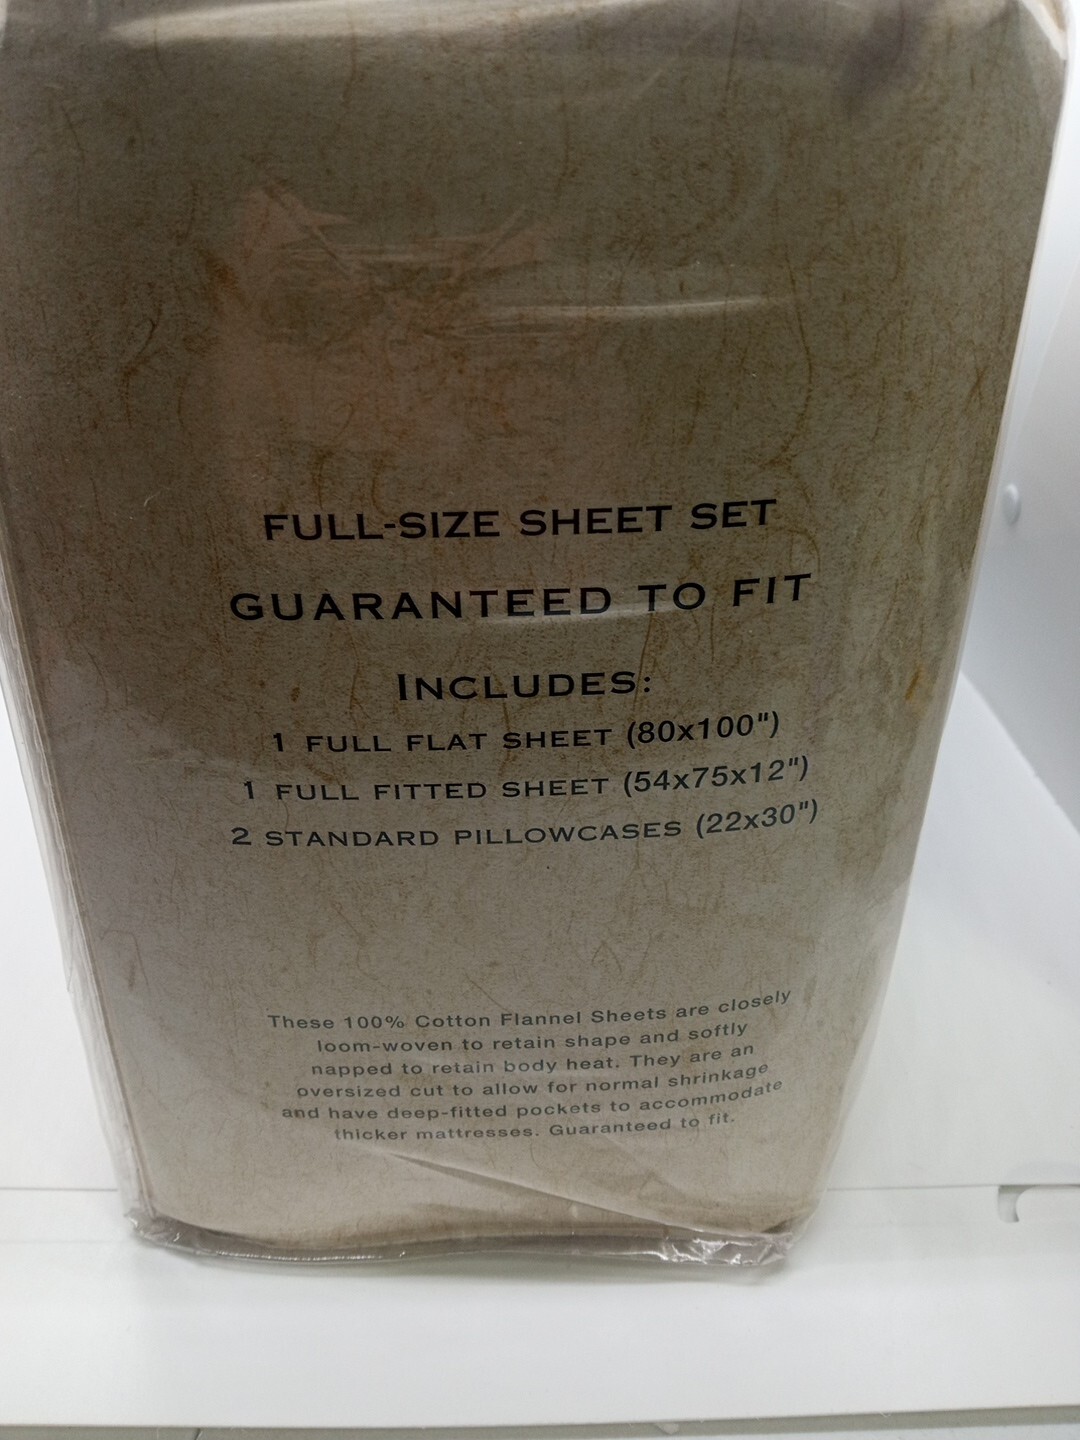 FULL-SIZE SHEET SET
GUARANTEED TO FIT
INCLUDES:
1 FULL FLAT SHEET (80x100")
1 FULL FITTED SHEET (54x75x12")
2 STANDARD PILLOWCASES (22x30")
These 100% Cotton Flannel Sheets are closely
loom-woven to retain shape and softly
napped to retain body heat. They are an
oversized cut to allow for normal shrinkage
and have deep-fitted pockets to accommodate
thicker mattresses. Guaranteed to fit.